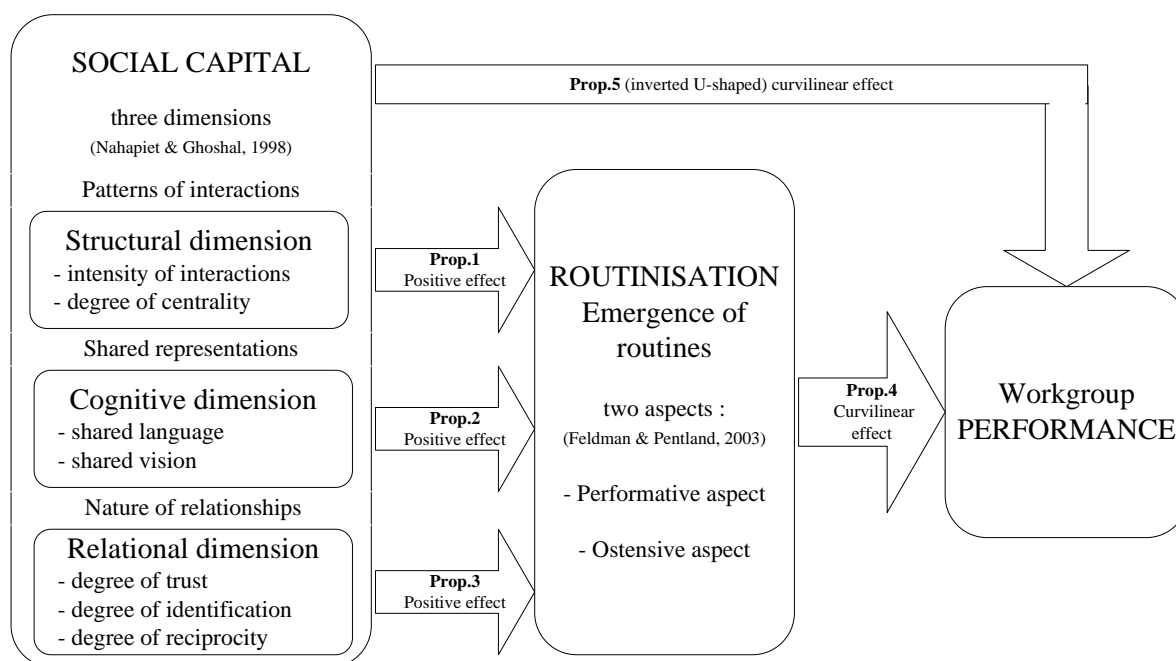 SOCIAL CAPITAL
three dimensions
(Nahapiet & Ghoshal, 1998)
Patterns of interactions
Structural dimension
- intensity of interactions
- degree of centrality
Shared representations
Cognitive dimension
- shared language
- shared vision
Nature of relationships
Relational dimension
- degree of trust
- degree of identification
- degree of reciprocity
Prop.5 (inverted U-shaped) curvilinear effect
Prop.1
Positive effect
Prop.2
Positive effect
Prop.3
Positive effect
ROUTINISATION
Emergence of
routines
two aspects :
(Feldman & Pentland, 2003)
- Performative aspect
- Ostensive aspect
Prop.4
Curvilinear
effect
Workgroup
PERFORMANCE